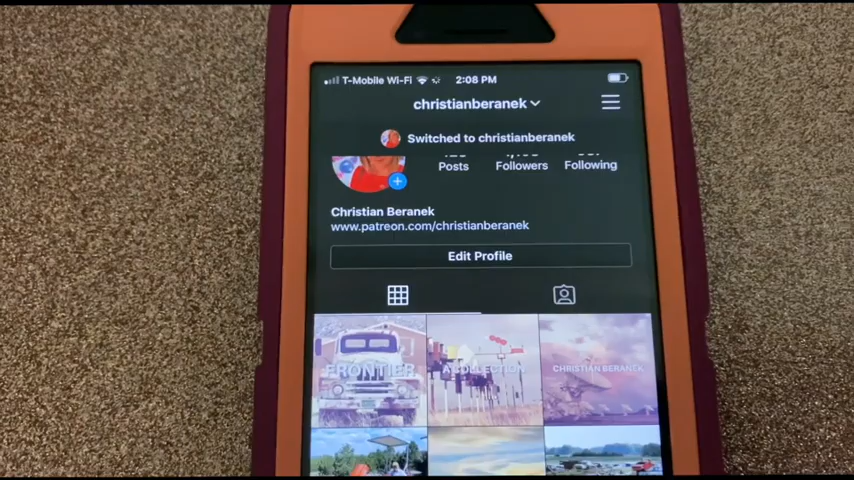 T-Mobile Wi-Fi 2:08 PM
christianberanek
Switched to christianberanek
Posts Followers Following
Christian Beranek
www.patreon.com/christianberanek
Edit Profile
FRONTIER A COLLECTION CHRISTIAN BERANEK